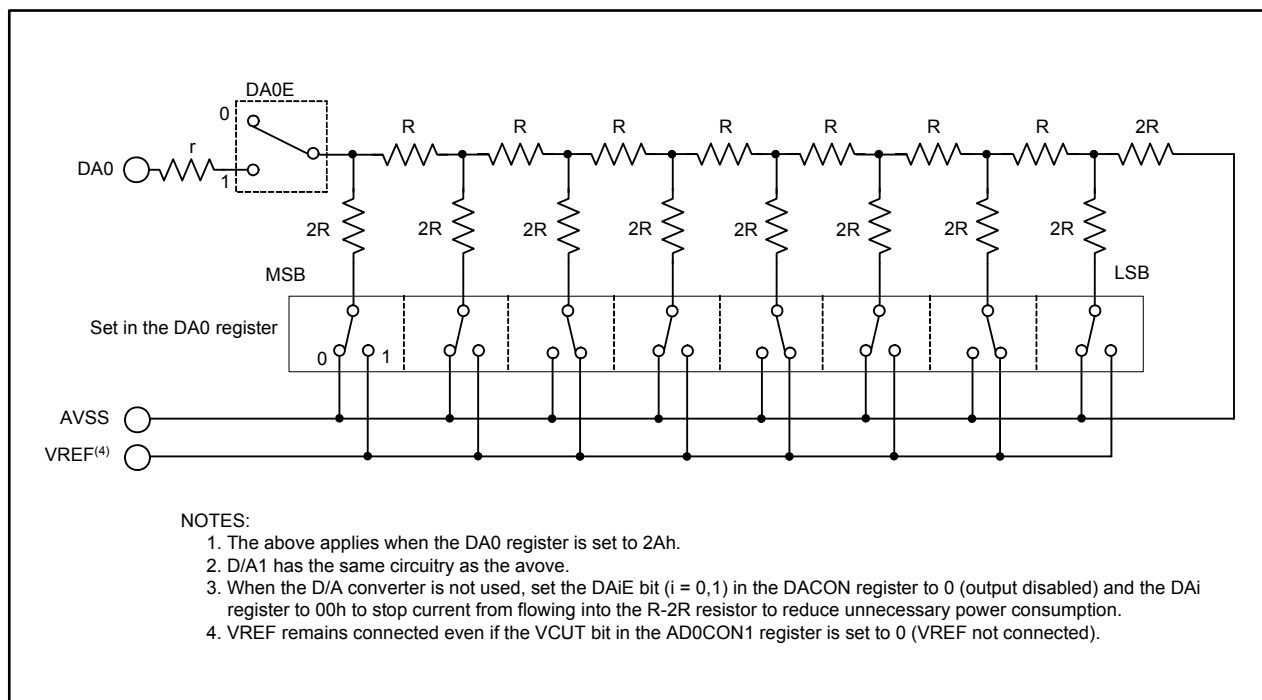 DA0E
0
r
R R R R R R R 2R
DA0
1
2R 2R 2R 2R 2R 2R 2R 2R
MSB LSB
Set in the DA0 register
0 1
AVSS
VREF(4)
NOTES:
1. The above applies when the DA0 register is set to 2Ah.
2. D/A1 has the same circuitry as the avove.
3. When the D/A converter is not used, set the DAiE bit (i = 0,1) in the DACON register to 0 (output disabled) and the DAi
register to 00h to stop current from flowing into the R-2R resistor to reduce unnecessary power consumption.
4. VREF remains connected even if the VCUT bit in the AD0CON1 register is set to 0 (VREF not connected).